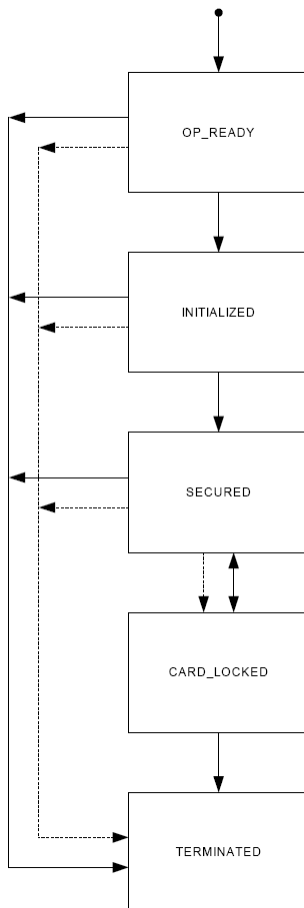 OP_READY
INITIALIZED
SECURED
CARD_LOCKED
TERMINATED